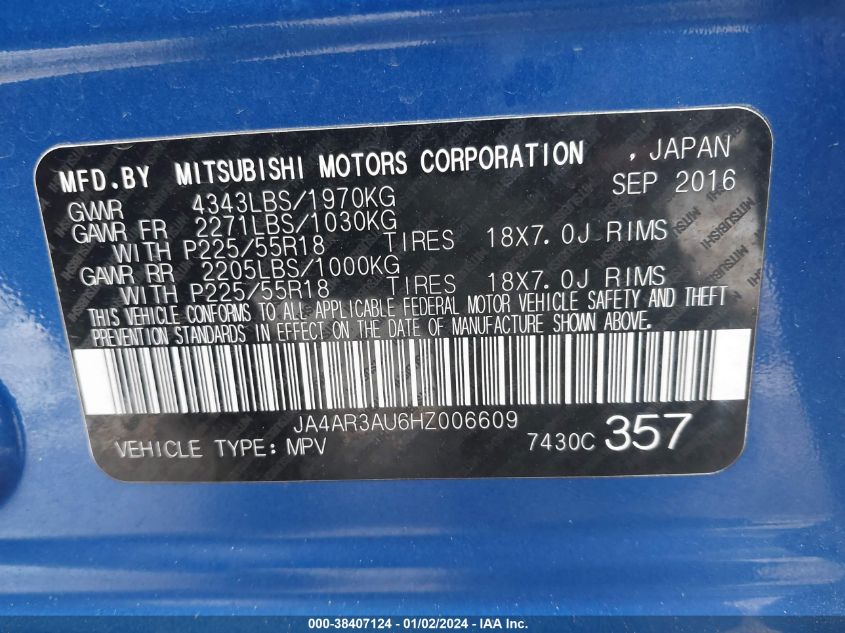 MFD.BY MITSUBISHI MOTORS CORPORATION , JAPAN
SEP 2016
GVWR 4343LBS/1970KG
GAWR FR 2271LBS/1030KG
WITH P225/55R18 TIRES 18X7.0J RIMS
GAWR RR 2205LBS/1000KG
WITH P225/55R18 TIRES 18X7.0J RIMS
THIS VEHICLE CONFORMS TO ALL APPLICABLE FEDERAL MOTOR VEHICLE SAFETY AND THEFT
PREVENTION STANDARDS IN EFFECT ON THE DATE OF MANUFACTURE SHOWN ABOVE.
JA4AR3AU6HZ006609
VEHICLE TYPE: MPV 7430C 357
000-38407124 - 01/02/2024 - IAAI.COM